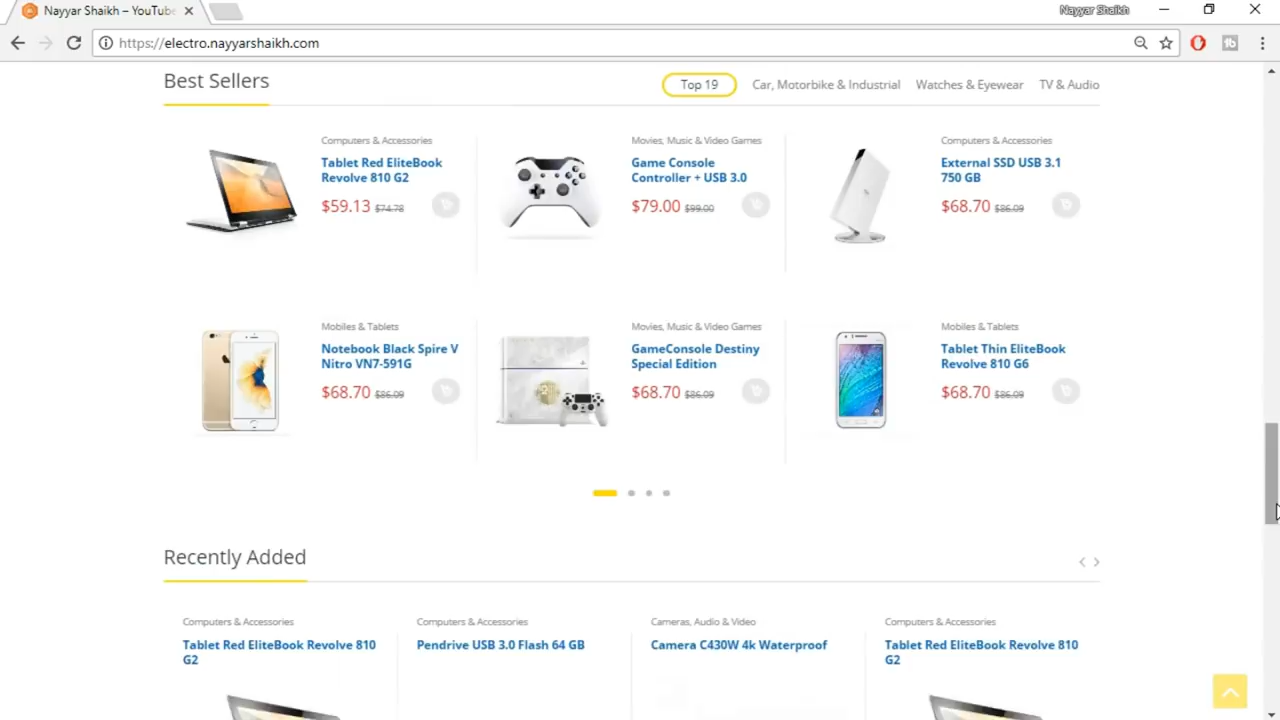 Nayyar Shaikh – YouTube
Nayyar Shaikh
https://electro.nayyarshaikh.com
Best Sellers
Top 19
Car, Motorbike & Industrial
Watches & Eyewear
TV & Audio
Computers & Accessories
Tablet Red EliteBook
Revolve 810 G2
$59.13 $74.78
Movies, Music & Video Games
Game Console
Controller + USB 3.0
$79.00 $99.00
Computers & Accessories
External SSD USB 3.1
750 GB
$68.70 $86.09
Mobiles & Tablets
Notebook Black Spire V
Nitro VN7-591G
$68.70 $86.09
Movies, Music & Video Games
GameConsole Destiny
Special Edition
$68.70 $86.09
Mobiles & Tablets
Tablet Thin EliteBook
Revolve 810 G6
$68.70 $86.09
Recently Added
Computers & Accessories
Tablet Red EliteBook Revolve 810
G2
Computers & Accessories
Pendrive USB 3.0 Flash 64 GB
Cameras, Audio & Video
Camera C430W 4k Waterproof
Computers & Accessories
Tablet Red EliteBook Revolve 810
G2